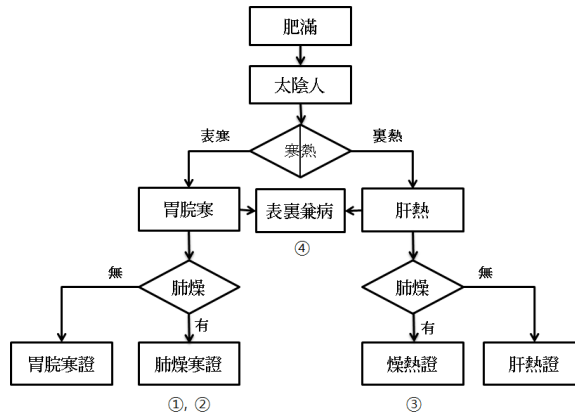 肥滿
太陰人
表寒
寒熱
裏熱
胃脘寒
表裏兼病
肝熱
④
無
肺燥
有
肺燥
無
有
胃脘寒證
肺燥寒證
燥熱證
肝熱證
①, ②
③